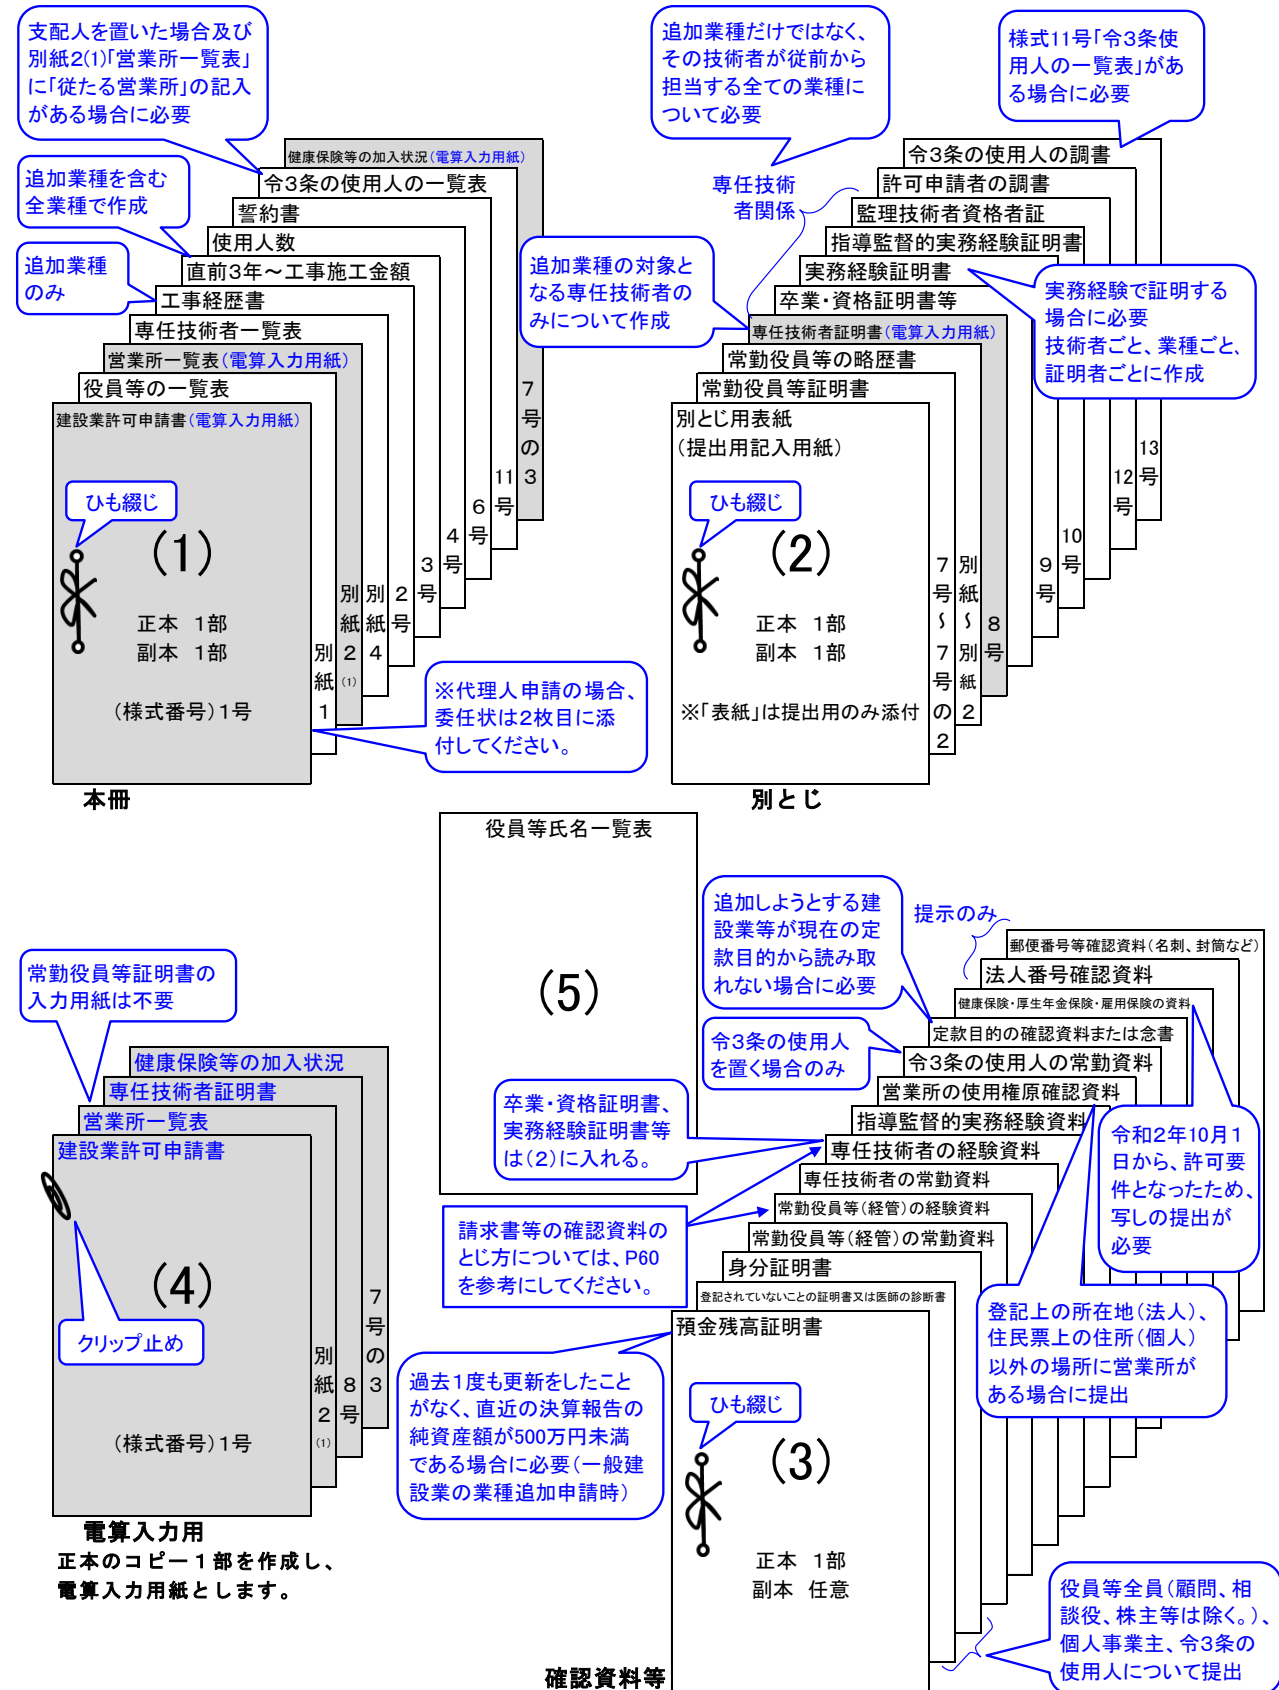 支配人を置いた場合及び
別紙2(1)「営業所一覧表」
に「従たる営業所」の記入
がある場合に必要
追加業種を含む
全業種で作成
追加業種
のみ
健康保険等の加入状況(電算入力用紙)
令3条の使用人の一覧表
誓約書
使用人数
直前3年～工事施工金額
工事経歴書
専任技術者一覧表
営業所一覧表(電算入力用紙)
役員等の一覧表
建設業許可申請書(電算入力用紙)
ひも綴じ
(1)
正本 1部
副本 1部
(様式番号)1号
別紙1
別紙2(1)
別紙4
2号
3号
4号
6号
11号
7号の3
※代理人申請の場合、
委任状は2枚目に添
付してください。
本冊
追加業種だけではなく、
その技術者が従前から
担当する全ての業種に
ついて必要
様式11号「令3条使
用人の一覧表」があ
る場合に必要
専任技術
者関係
追加業種の対象と
なる専任技術者の
みについて作成
令3条の使用人の調書
許可申請者の調書
監理技術者資格者証
指導監督的実務経験証明書
実務経験証明書
卒業・資格証明書等
専任技術者証明書(電算入力用紙)
常勤役員等の略歴書
常勤役員等証明書
別とじ用表紙
(提出用記入用紙)
実務経験で証明する
場合に必要
技術者ごと、業種ごと、
証明者ごとに作成
ひも綴じ
(2)
正本 1部
副本 1部
※「表紙」は提出用のみ添付
7号～7号の2
別紙～別紙2
8号
9号
10号
12号
13号
別とじ
役員等氏名一覧表
(5)
常勤役員等証明書の
入力用紙は不要
健康保険等の加入状況
専任技術者証明書
営業所一覧表
建設業許可申請書
(4)
クリップ止め
(様式番号)1号
別紙2(1)
8号
7号の3
電算入力用
正本のコピー1部を作成し、
電算入力用紙とします。
追加しようとする建
設業等が現在の定
款目的から読み取
れない場合に必要
提示のみ
令3条の使用人
を置く場合のみ
卒業・資格証明書、
実務経験証明書等
は(2)に入れる。
請求書等の確認資料の
とじ方については、P60
を参考にしてください。
郵便番号等確認資料(名刺、封筒など)
法人番号確認資料
健康保険・厚生年金保険・雇用保険の資料
定款目的の確認資料または念書
令3条の使用人の常勤資料
営業所の使用権原確認資料
指導監督的実務経験資料
専任技術者の経験資料
専任技術者の常勤資料
常勤役員等(経管)の経験資料
常勤役員等(経管)の常勤資料
身分証明書
登記されていないことの証明書又は医師の診断書
預金残高証明書
令和2年10月1
日から、許可要
件となったため、
写しの提出が
必要
登記上の所在地(法人)、
住民票上の住所(個人)
以外の場所に営業所が
ある場合に提出
過去1度も更新をしたこと
がなく、直近の決算報告の
純資産額が500万円未満
である場合に必要(一般建
設業の業種追加申請時)
ひも綴じ
(3)
正本 1部
副本 任意
役員等全員(顧問、相
談役、株主等は除く。)、
個人事業主、令3条の
使用人について提出
確認資料等